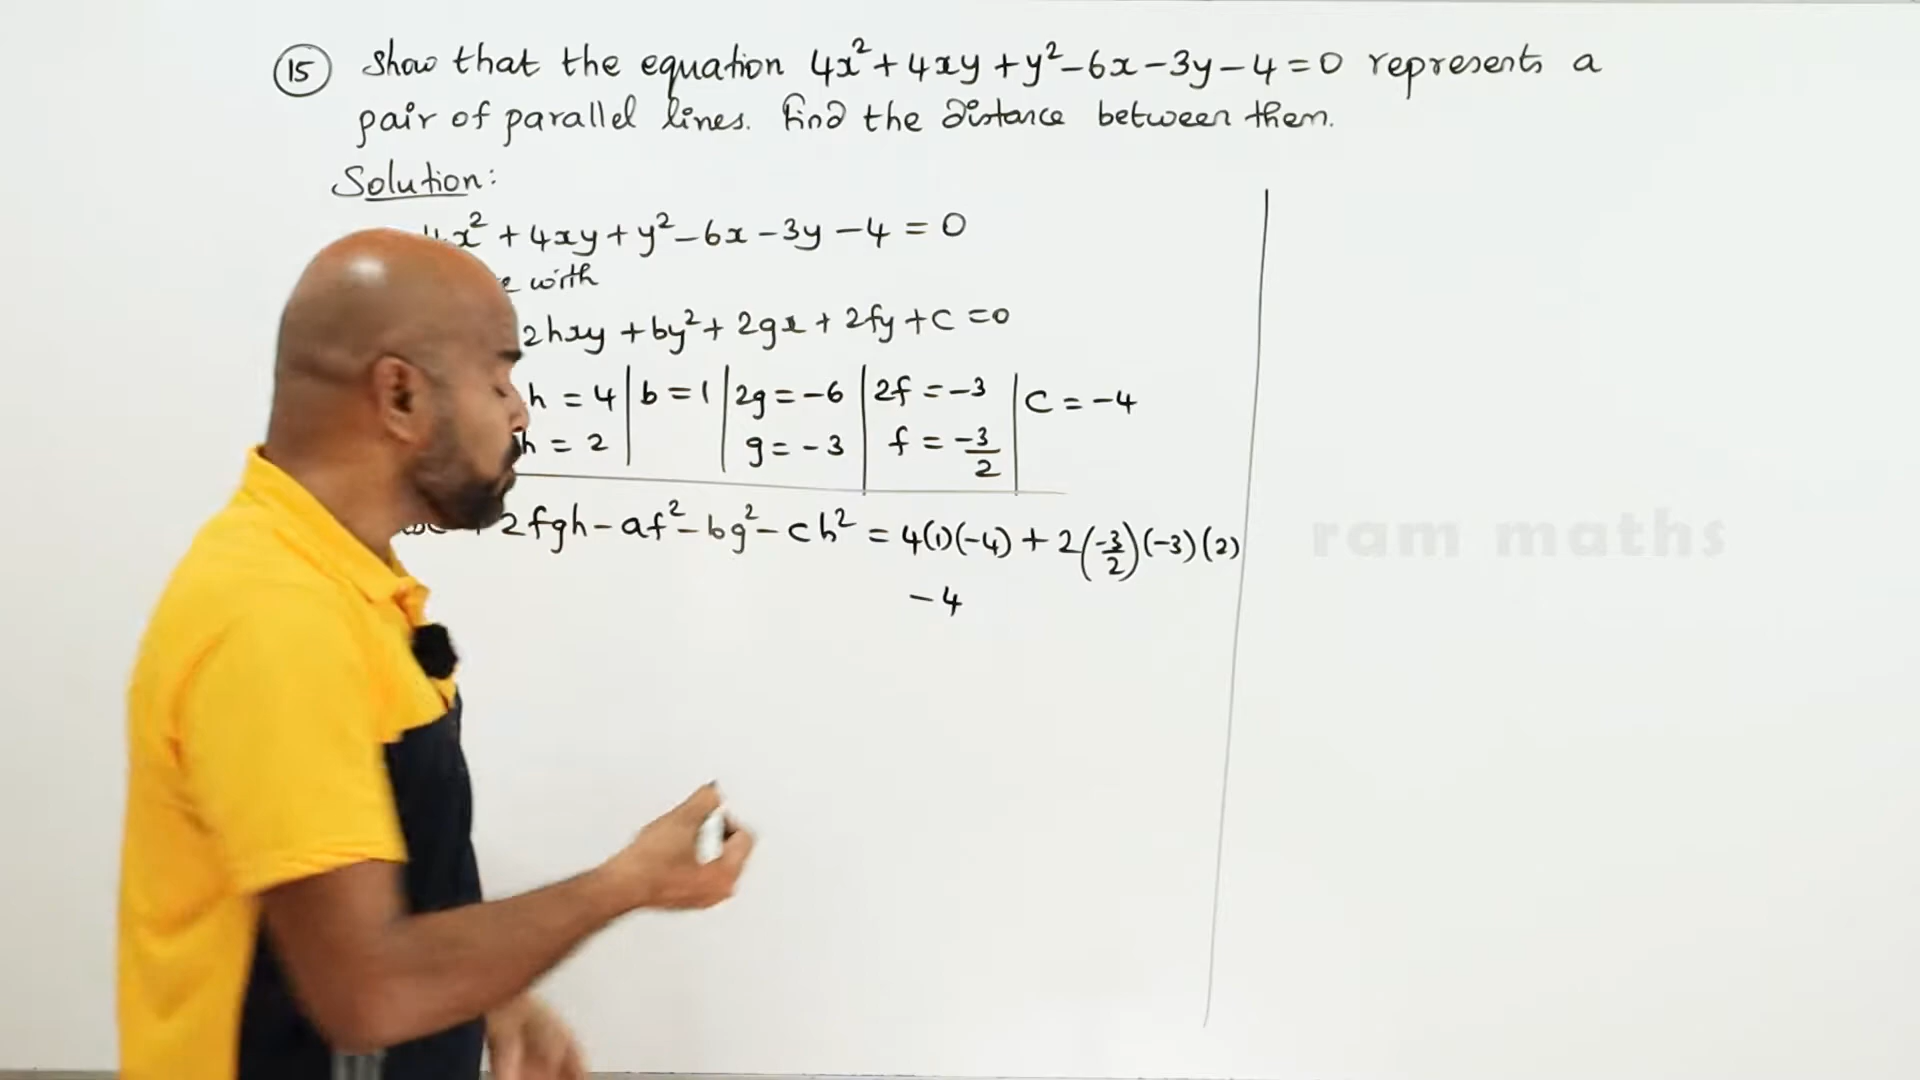 15 Show that the equation 4x²+4xy+y²-6x-3y-4=0 represents a
pair of parallel lines. Find the distance between them.
Solution:
4x²+4xy+y²-6x-3y-4=0
with
2hxy+by²+2gx+2fy+c=0
h=4 | b=1 | 2g=-6 | 2f=-3 | c=-4
h=2 g=-3 f=-3/2
2fgh-af²-bg²-ch²=4(1)(-4)+2(-3/2)(-3)(2)
-4
ram maths